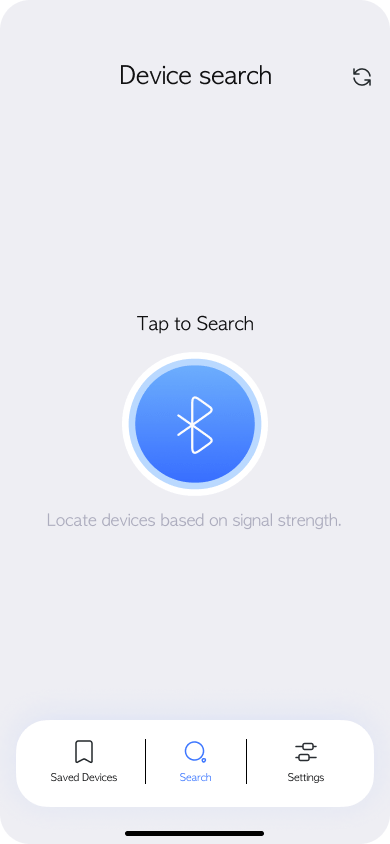 Device search
Tap to Search
Locate devices based on signal strength.
Saved Devices
Search
Settings